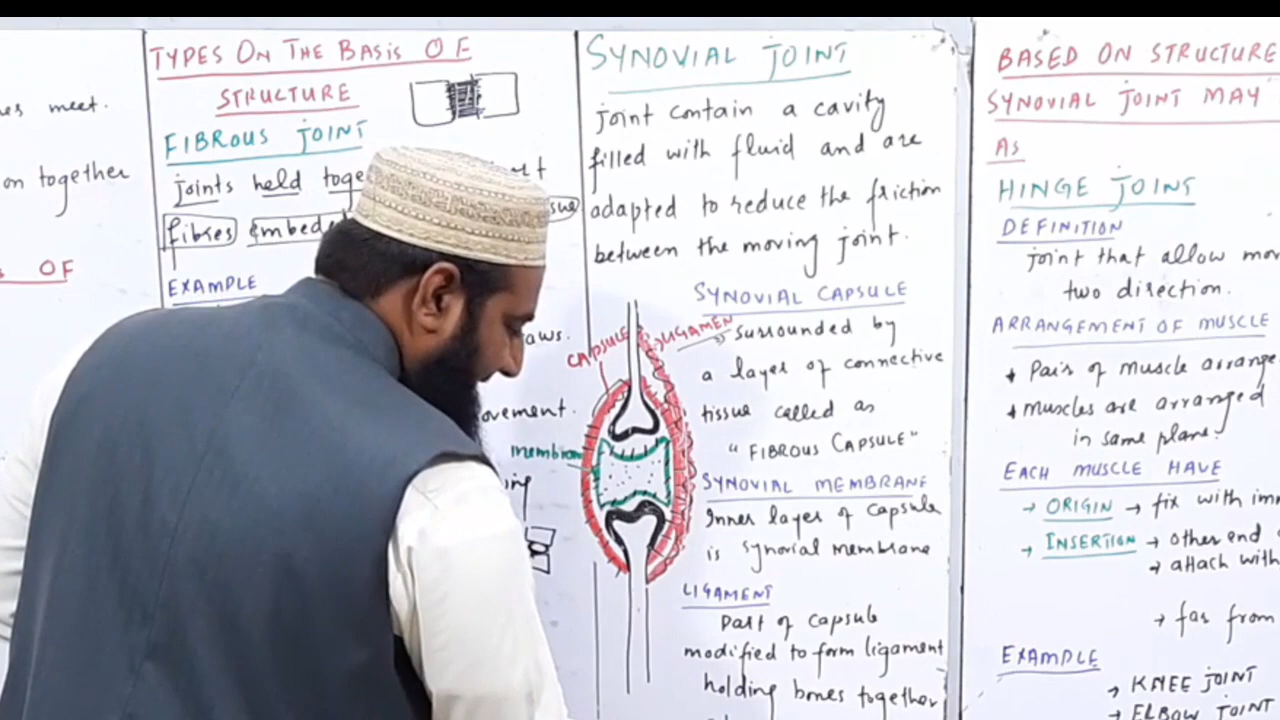 es meet.
on together
OF
TYPES ON THE BASIS OF
STRUCTURE
FIBROUS JOINT
joints held toge
fibres embed
sue
EXAMPLE
aws.
ovement.
ing
SYNOVIAL JOINT
joint contain a cavity
filled with fluid and are
adapted to reduce the friction
between the moving joint.
SYNOVIAL CAPSULE
surrounded by
a layer of connective
tissue called as
"FIBROUS CAPSULE"
CAPSULE
LIGAMEN
membran
SYNOVIAL MEMBRANE
Inner layer of capsule
is synovial membrane
LIGAMENT
Part of capsule
modified to form ligament
holding bones together
BASED ON STRUCTURE
SYNOVIAL JOINT MAY
AS
HINGE JOINT
DEFINITION
joint that allow mov
two direction.
ARRANGEMENT OF MUSCLE
Pairs of muscle arrange
muscles are arranged
in same plane.
EACH MUSCLE HAVE
→ ORIGIN → fix with imm
→ INSERTION → other end
→ attach with
→ far from
EXAMPLE
→ KNEE JOINT
→ ELBOW JOINT